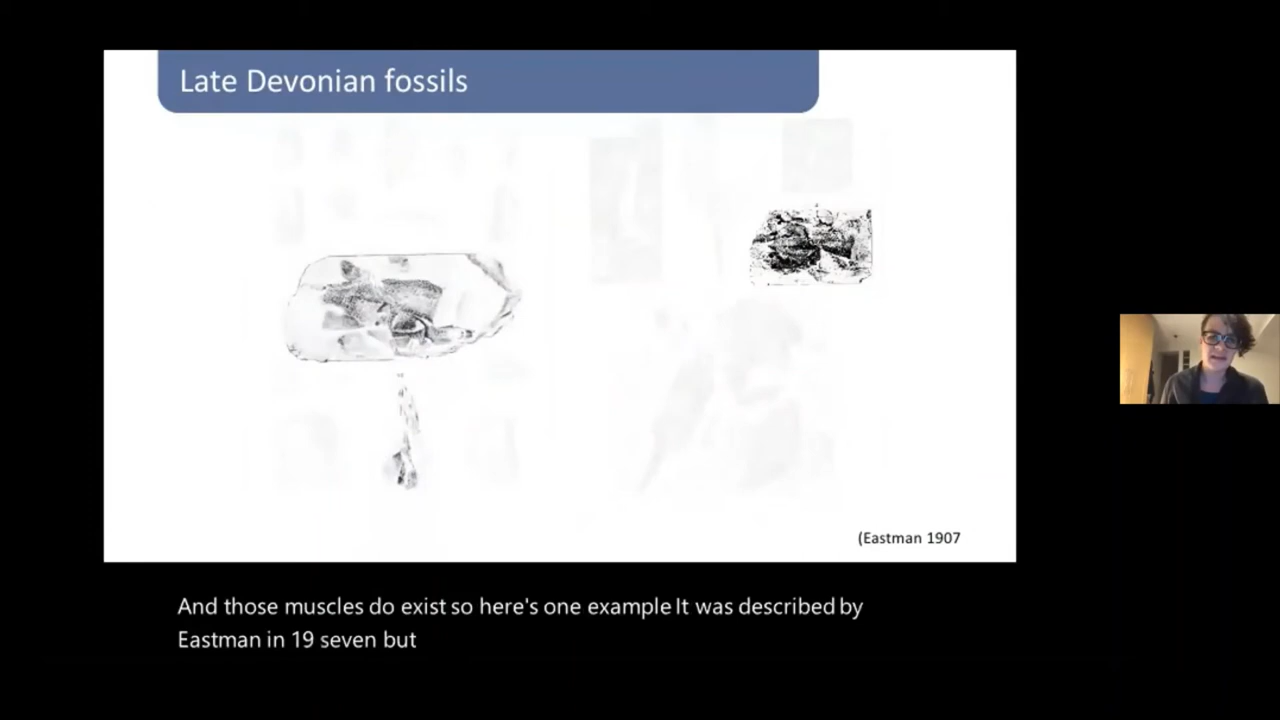 Late Devonian fossils
(Eastman 1907
And those muscles do exist so here's one example It was described by
Eastman in 19 seven but